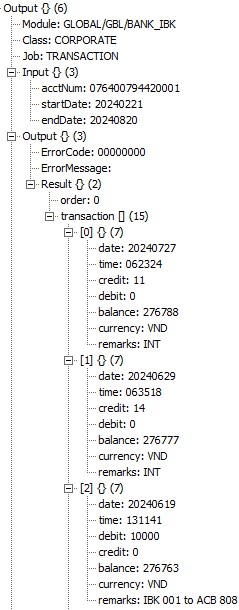 Output {} (6)
Module: GLOBAL/GBL/BANK_IBK
Class: CORPORATE
Job: TRANSACTION
Input {} (3)
acctNum: 076400794420001
startDate: 20240221
endDate: 20240820
Output {} (3)
ErrorCode: 00000000
ErrorMessage:
Result {} (2)
order: 0
transaction [] (15)
[0] {} (7)
date: 20240727
time: 062324
credit: 11
debit: 0
balance: 276788
currency: VND
remarks: INT
[1] {} (7)
date: 20240629
time: 063518
credit: 14
debit: 0
balance: 276777
currency: VND
remarks: INT
[2] {} (7)
date: 20240619
time: 131141
debit: 10000
credit: 0
balance: 276763
currency: VND
remarks: IBK 001 to ACB 808